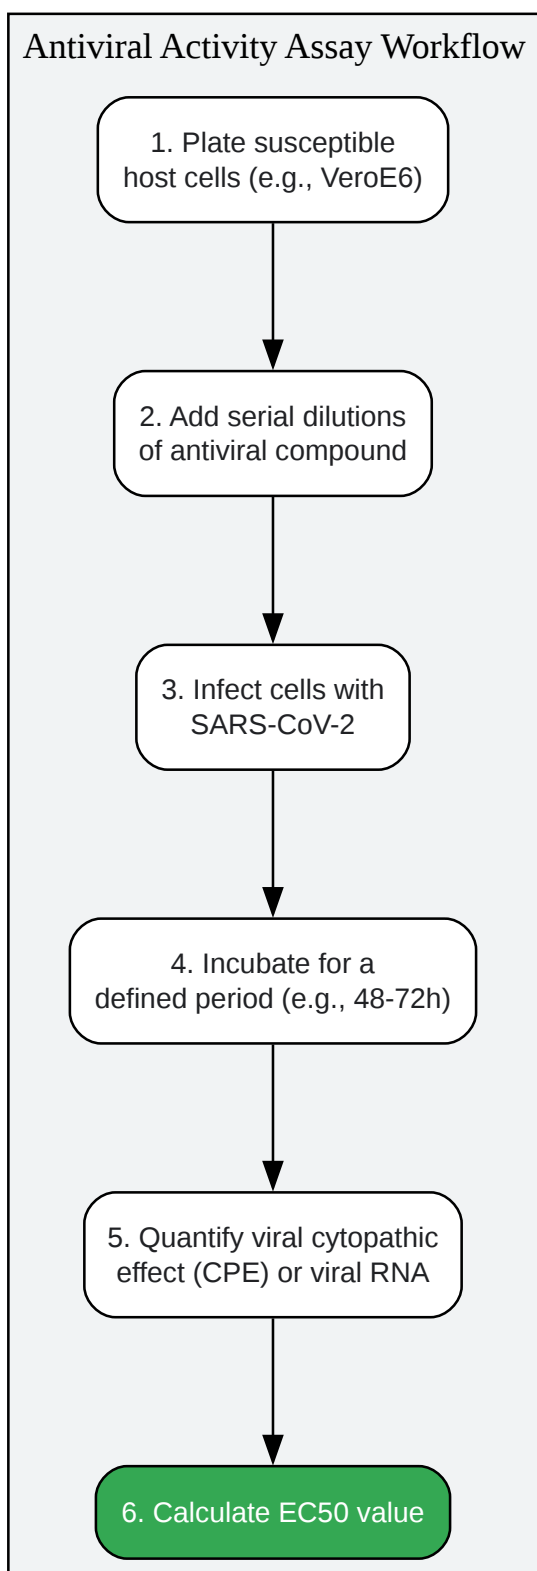 Antiviral Activity Assay Workflow
1. Plate susceptible
host cells (e.g., VeroE6)
2. Add serial dilutions
of antiviral compound
3. Infect cells with
SARS-CoV-2
4. Incubate for a
defined period (e.g., 48-72h)
5. Quantify viral cytopathic
effect (CPE) or viral RNA
6. Calculate EC50 value